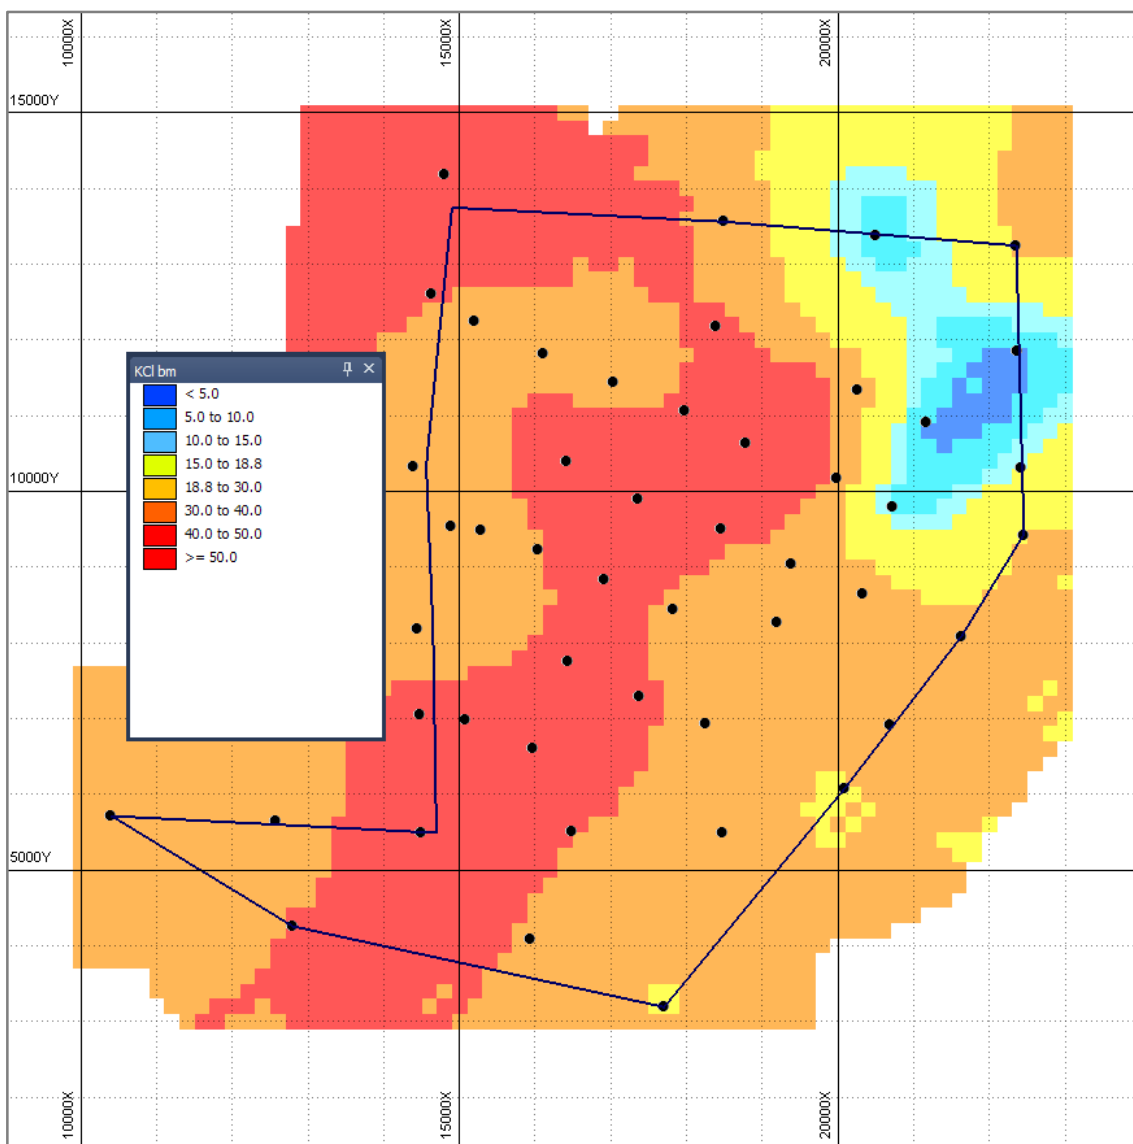 10000X
15000X
20000X
15000Y
KCl bm
< 5.0
5.0 to 10.0
10.0 to 15.0
15.0 to 18.8
18.8 to 30.0
30.0 to 40.0
40.0 to 50.0
>= 50.0
10000Y
5000Y
10000X
15000X
20000X